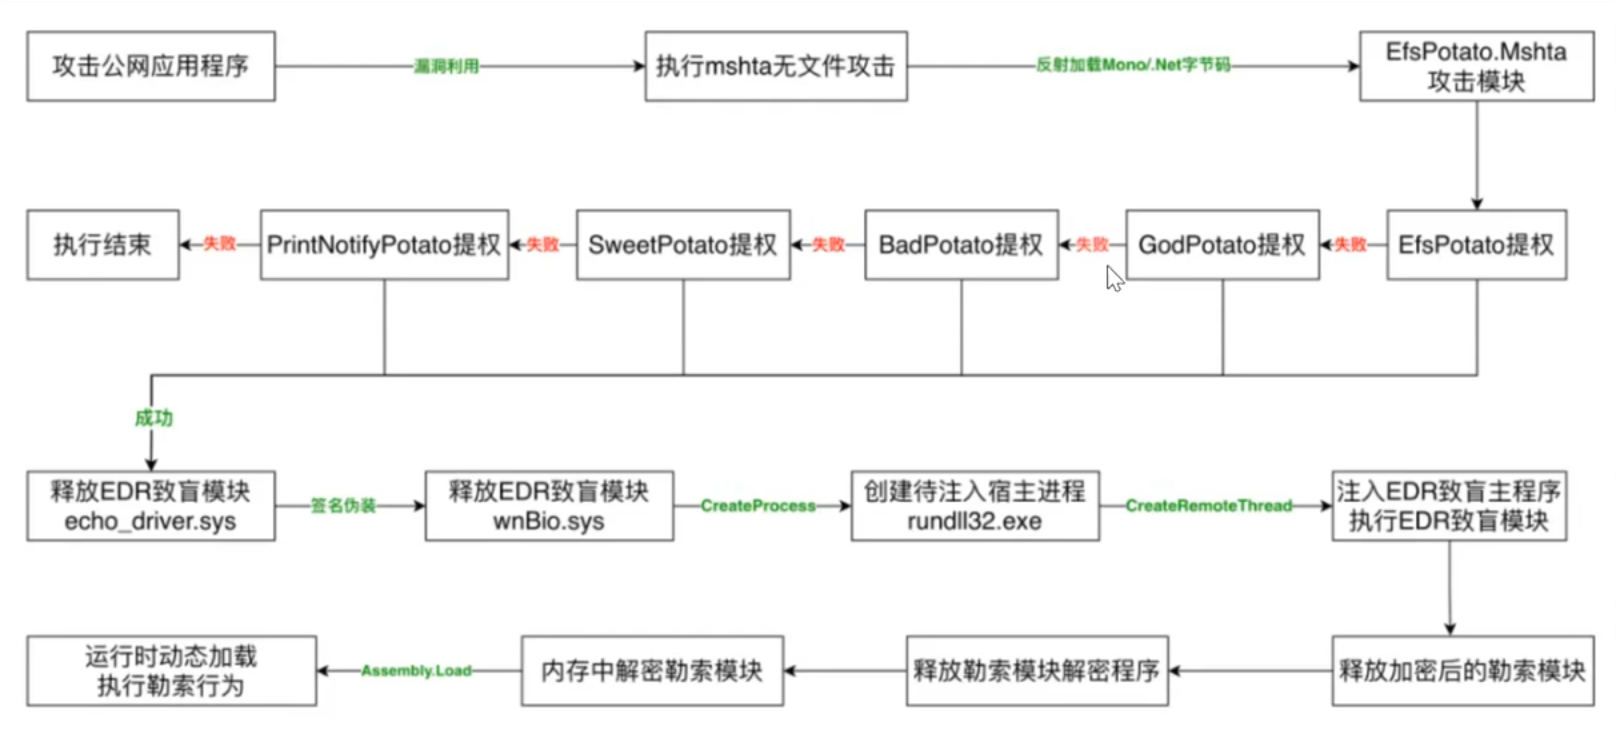 攻击公网应用程序
漏洞利用
执行mshta无文件攻击
反射加载Mono/.Net字节码
EfsPotato.Mshta
攻击模块
执行结束
失败
PrintNotifyPotato提权
失败
SweetPotato提权
失败
BadPotato提权
失败
GodPotato提权
失败
EfsPotato提权
成功
释放EDR致盲模块
echo_driver.sys
签名伪装
释放EDR致盲模块
wnBio.sys
CreateProcess
创建待注入宿主进程
rundll32.exe
CreateRemoteThread
注入EDR致盲主程序
执行EDR致盲模块
运行时动态加载
执行勒索行为
Assembly.Load
内存中解密勒索模块
释放勒索模块解密程序
释放加密后的勒索模块